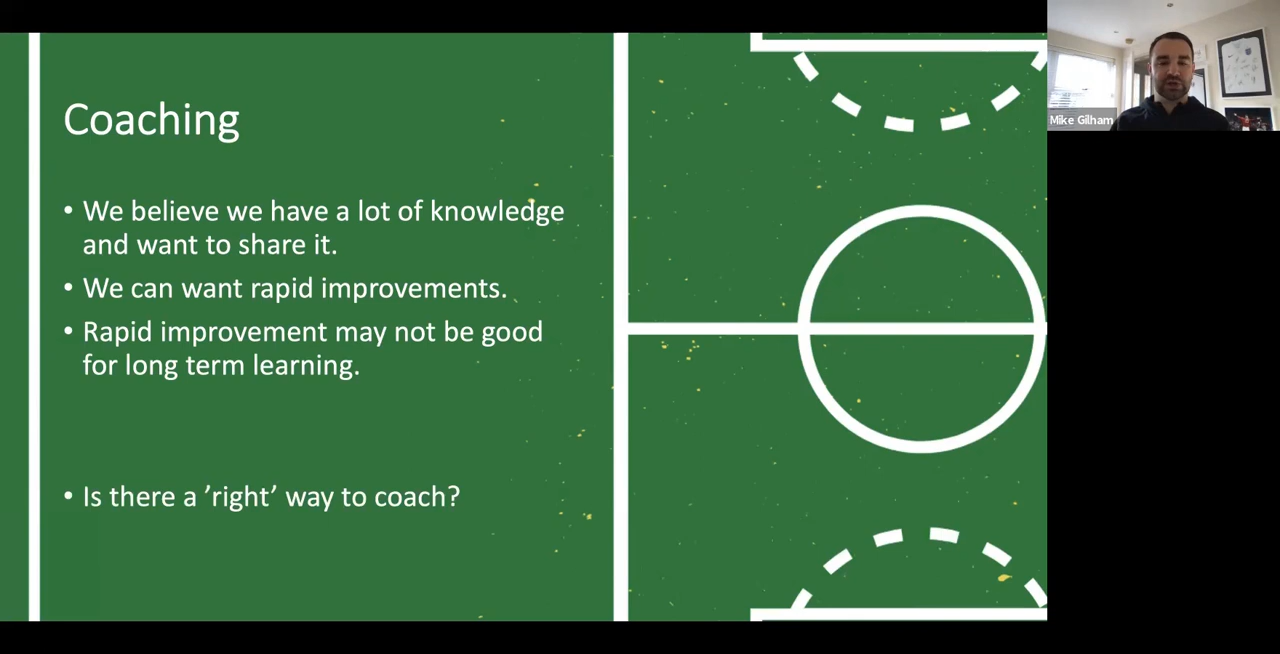 Coaching
• We believe we have a lot of knowledge
and want to share it.
• We can want rapid improvements.
• Rapid improvement may not be good
for long term learning.
• Is there a ’right’ way to coach?
Mike Gilham